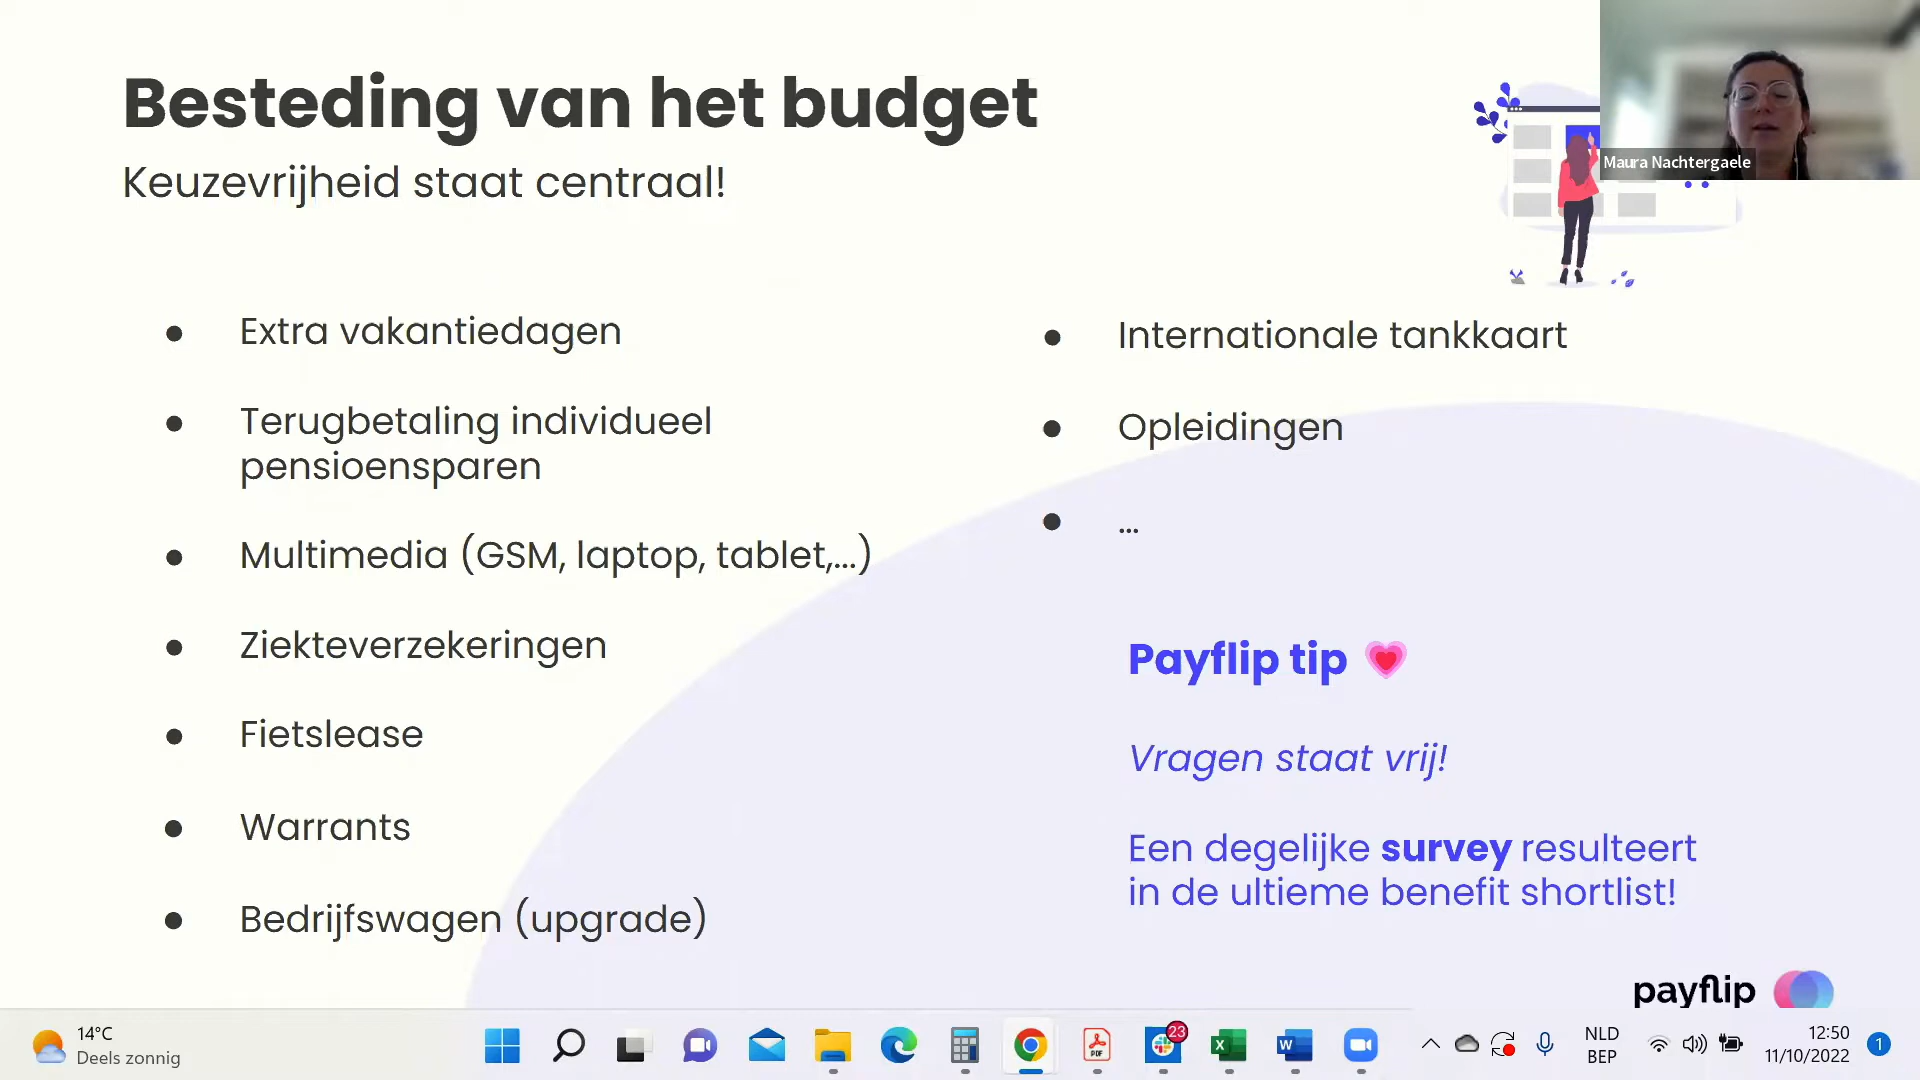 Besteding van het budget
Keuzevrijheid staat centraal!
Maura Nachtergaele
● Extra vakantiedagen
● Terugbetaling individueel
pensioensparen
● Multimedia (GSM, laptop, tablet,...)
● Ziekteverzekeringen
● Fietslease
● Warrants
● Bedrijfswagen (upgrade)
● Internationale tankkaart
● Opleidingen
● ...
Payflip tip 💗
Vragen staat vrij!
Een degelijke survey resulteert
in de ultieme benefit shortlist!
payflip
14°C
Deels zonnig
PDF
23
X
W
NLD
BEP
12:50
11/10/2022
1